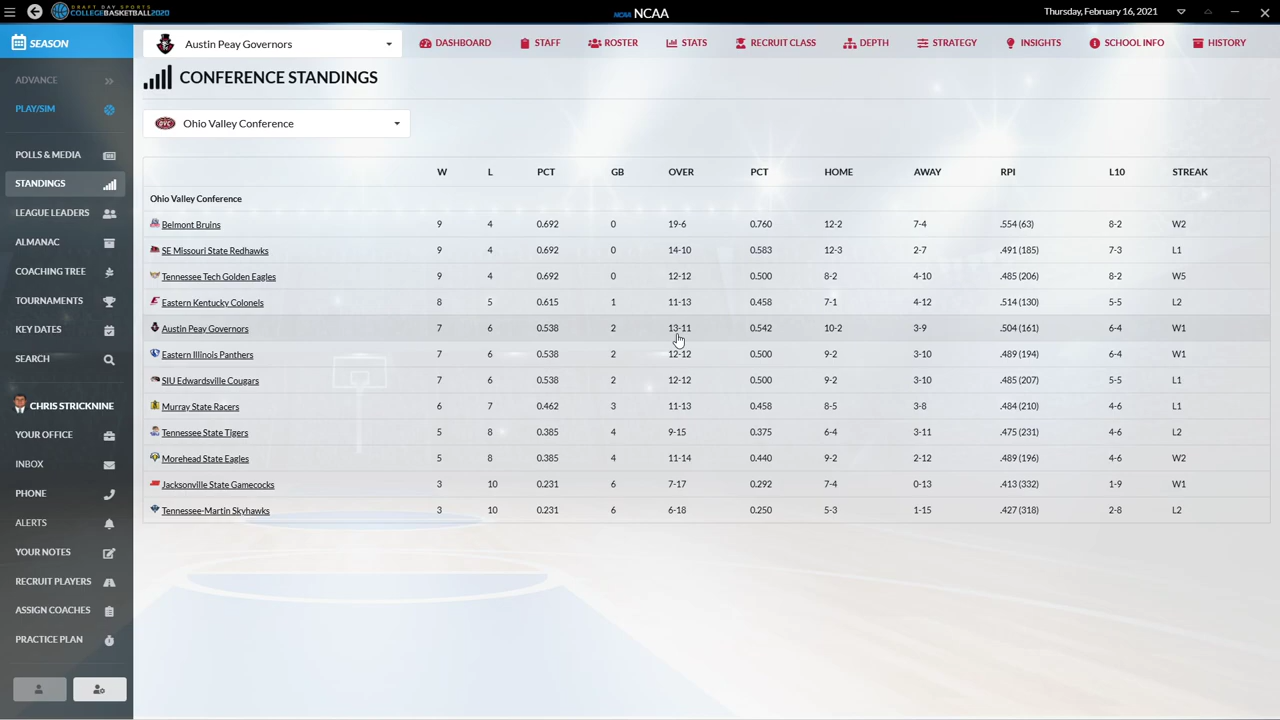 DRAFT DAY SPORTS
COLLEGEBASKETBALL2020
NCAA NCAA
Thursday, February 16, 2021
SEASON
Austin Peay Governors
DASHBOARD STAFF ROSTER STATS RECRUIT CLASS DEPTH STRATEGY INSIGHTS SCHOOL INFO HISTORY
CONFERENCE STANDINGS
OVC Ohio Valley Conference
ADVANCE
PLAY/SIM
POLLS & MEDIA
STANDINGS
LEAGUE LEADERS
ALMANAC
COACHING TREE
TOURNAMENTS
KEY DATES
SEARCH
CHRIS STRICKNINE
YOUR OFFICE
INBOX
PHONE
ALERTS
YOUR NOTES
RECRUIT PLAYERS
ASSIGN COACHES
PRACTICE PLAN
W L PCT GB OVER PCT HOME AWAY RPI L10 STREAK
Ohio Valley Conference
Belmont Bruins 9 4 0.692 0 19-6 0.760 12-2 7-4 .554 (63) 8-2 W2
SE Missouri State Redhawks 9 4 0.692 0 14-10 0.583 12-3 2-7 .491 (185) 7-3 L1
Tennessee Tech Golden Eagles 9 4 0.692 0 12-12 0.500 8-2 4-10 .485 (206) 8-2 W5
Eastern Kentucky Colonels 8 5 0.615 1 11-13 0.458 7-1 4-12 .514 (130) 5-5 L2
Austin Peay Governors 7 6 0.538 2 13-11 0.542 10-2 3-9 .504 (161) 6-4 W1
Eastern Illinois Panthers 7 6 0.538 2 12-12 0.500 9-2 3-10 .489 (194) 6-4 W1
SIU Edwardsville Cougars 7 6 0.538 2 12-12 0.500 9-2 3-10 .485 (207) 5-5 L1
Murray State Racers 6 7 0.462 3 11-13 0.458 8-5 3-8 .484 (210) 4-6 L1
Tennessee State Tigers 5 8 0.385 4 9-15 0.375 6-4 3-11 .475 (231) 4-6 L2
Morehead State Eagles 5 8 0.385 4 11-14 0.440 9-2 2-12 .489 (196) 4-6 W2
Jacksonville State Gamecocks 3 10 0.231 6 7-17 0.292 7-4 0-13 .413 (332) 1-9 W1
Tennessee-Martin Skyhawks 3 10 0.231 6 6-18 0.250 5-3 1-15 .427 (318) 2-8 L2